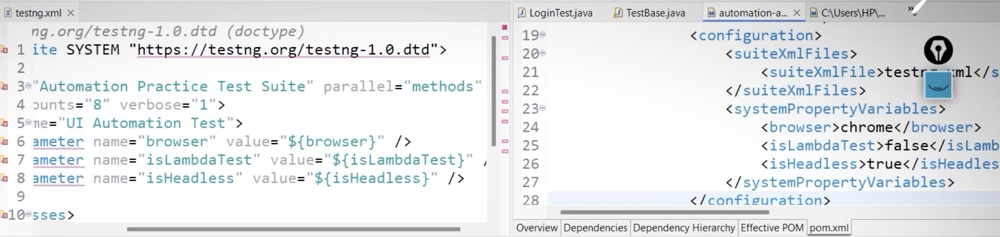 testng.xml
ng.org/testng-1.0.dtd (doctype)
1 ite SYSTEM "https://testng.org/testng-1.0.dtd">
2
3 "Automation Practice Test Suite" parallel="methods"
4 ounts="8" verbose="1">
5 me="UI Automation Test">
6 ameter name="browser" value="${browser}" />
7 ameter name="isLambdaTest" value="${isLambdaTest}" /
8 ameter name="isHeadless" value="${isHeadless}" />
9
10 sses>
LoginTest.java TestBase.java automation-a... C:\Users\HP\... »
19 <configuration>
20 <suiteXmlFiles>
21 <suiteXmlFile>testng.xml</s
22 </suiteXmlFiles>
23 <systemPropertyVariables>
24 <browser>chrome</browser>
25 <isLambdaTest>false</isLamb
26 <isHeadless>true</isHeadles
27 </systemPropertyVariables>
28 </configuration>
Overview Dependencies Dependency Hierarchy Effective POM pom.xml